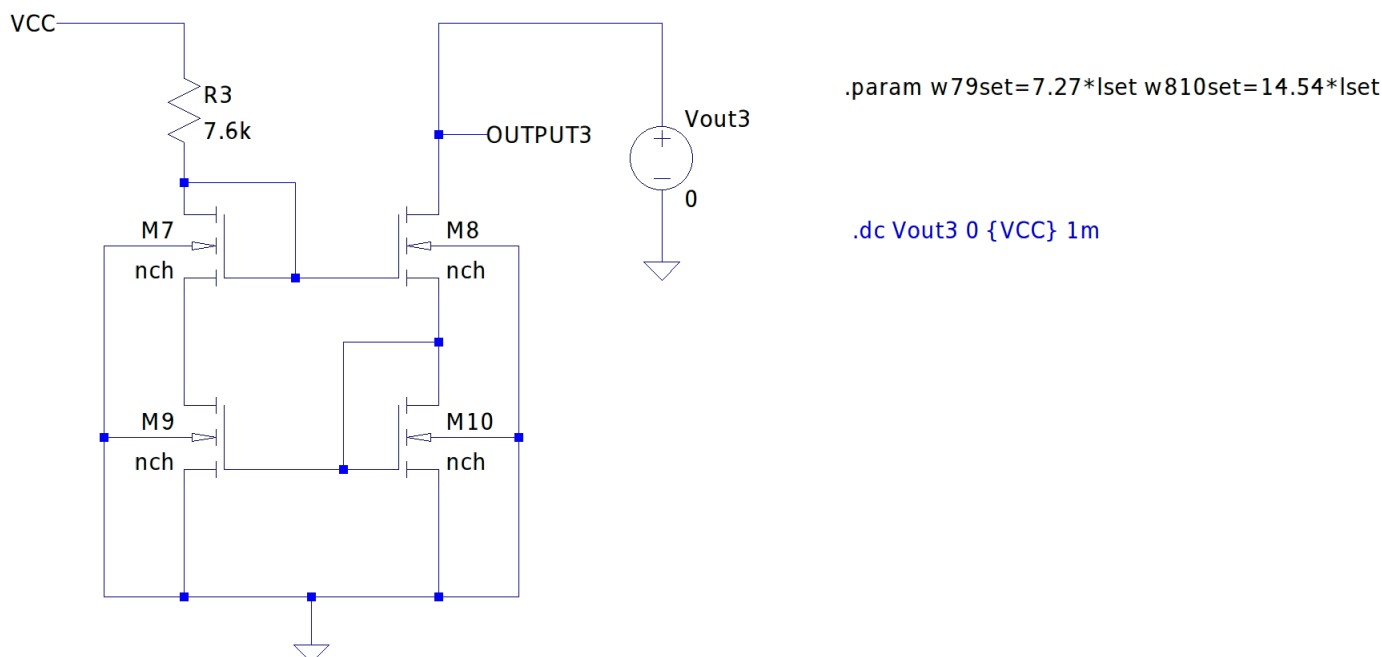 VCC
R3
7.6k
OUTPUT3
Vout3
0
.param w79set=7.27*lset w810set=14.54*lset
.dc Vout3 0 {VCC} 1m
M7
nch
M8
nch
M9
nch
M10
nch